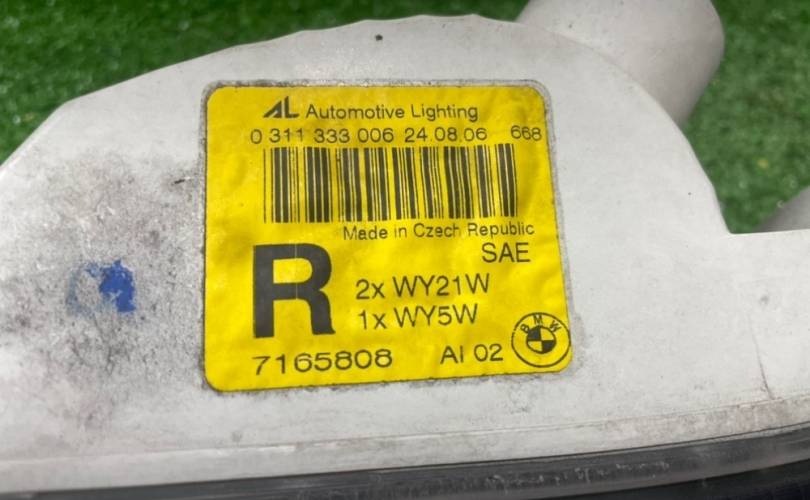 AL Automotive Lighting
0 311 333 006 24.08.06 668
Made in Czech Republic
SAE
R
2x WY21W
1x WY5W
7165808 AI 02
BMW